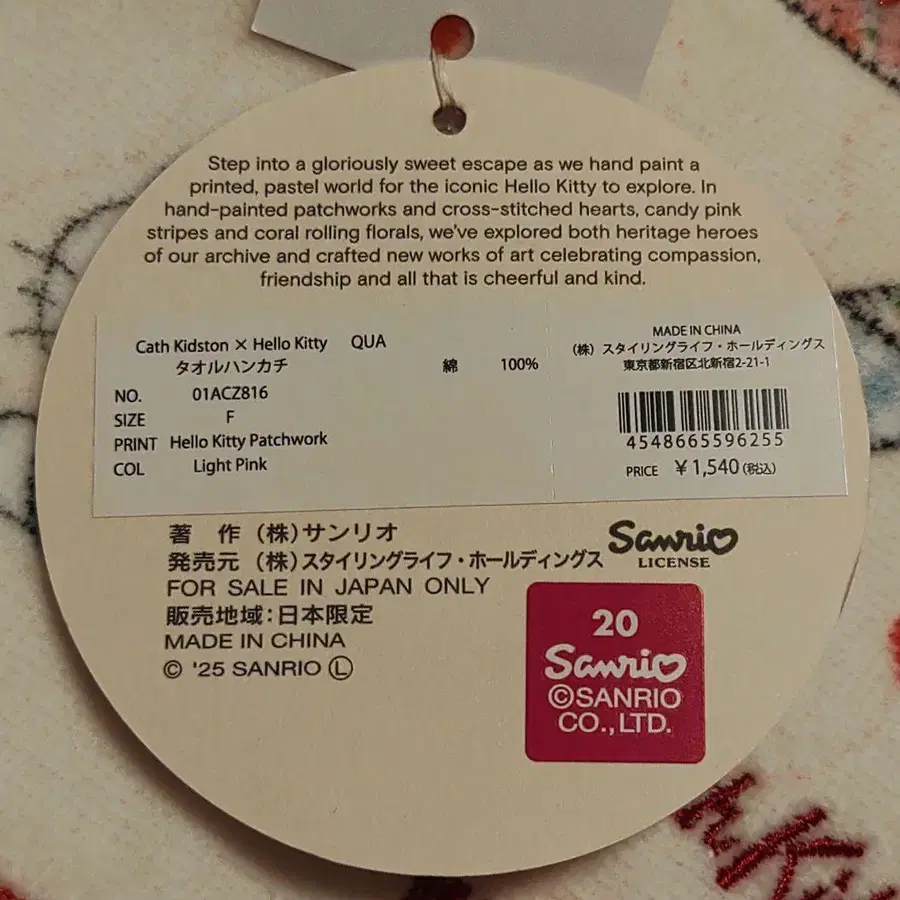 Step into a gloriously sweet escape as we hand paint a
printed, pastel world for the iconic Hello Kitty to explore. In
hand-painted patchworks and cross-stitched hearts, candy pink
stripes and coral rolling florals, we've explored both heritage heroes
of our archive and crafted new works of art celebrating compassion,
friendship and all that is cheerful and kind.
Cath Kidston × Hello Kitty QUA
タオルハンカチ 綿 100%
NO. 01ACZ816
SIZE F
PRINT Hello Kitty Patchwork
COL Light Pink
MADE IN CHINA
(株) スタイリングライフ・ホールディングス
東京都新宿区北新宿2-21-1
4548665596255
PRICE ¥1,540(税込)
著 作 (株)サンリオ
発売元 (株)スタイリングライフ・ホールディングス
FOR SALE IN JAPAN ONLY
販売地域:日本限定
MADE IN CHINA
© '25 SANRIO Ⓛ
Sanrio
LICENSE
20
Sanrio
©SANRIO
CO.,LTD.